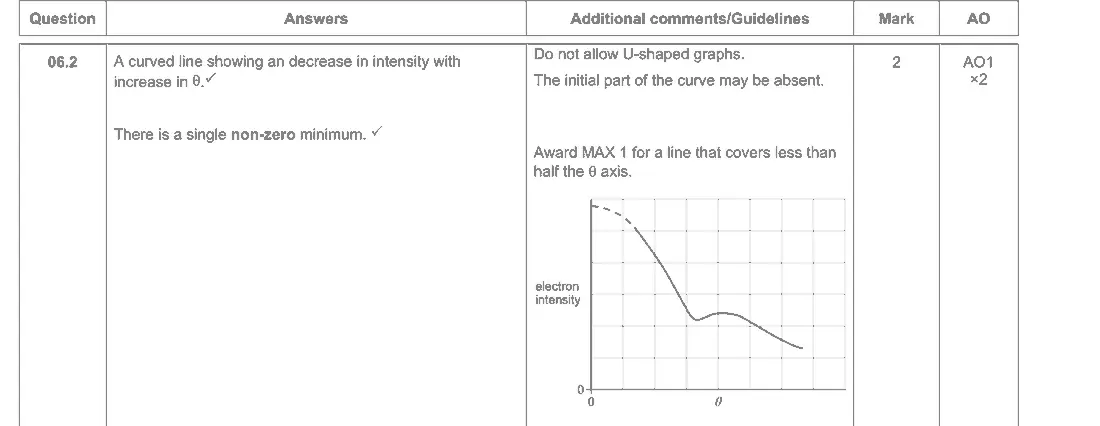 Question Answers Additional comments/Guidelines Mark AO
06.2 A curved line showing an decrease in intensity with increase in θ.✓
There is a single non-zero minimum. ✓
Do not allow U-shaped graphs.
The initial part of the curve may be absent.
Award MAX 1 for a line that covers less than
half the θ axis.
electron
intensity
0
0 θ
2
AO1
×2